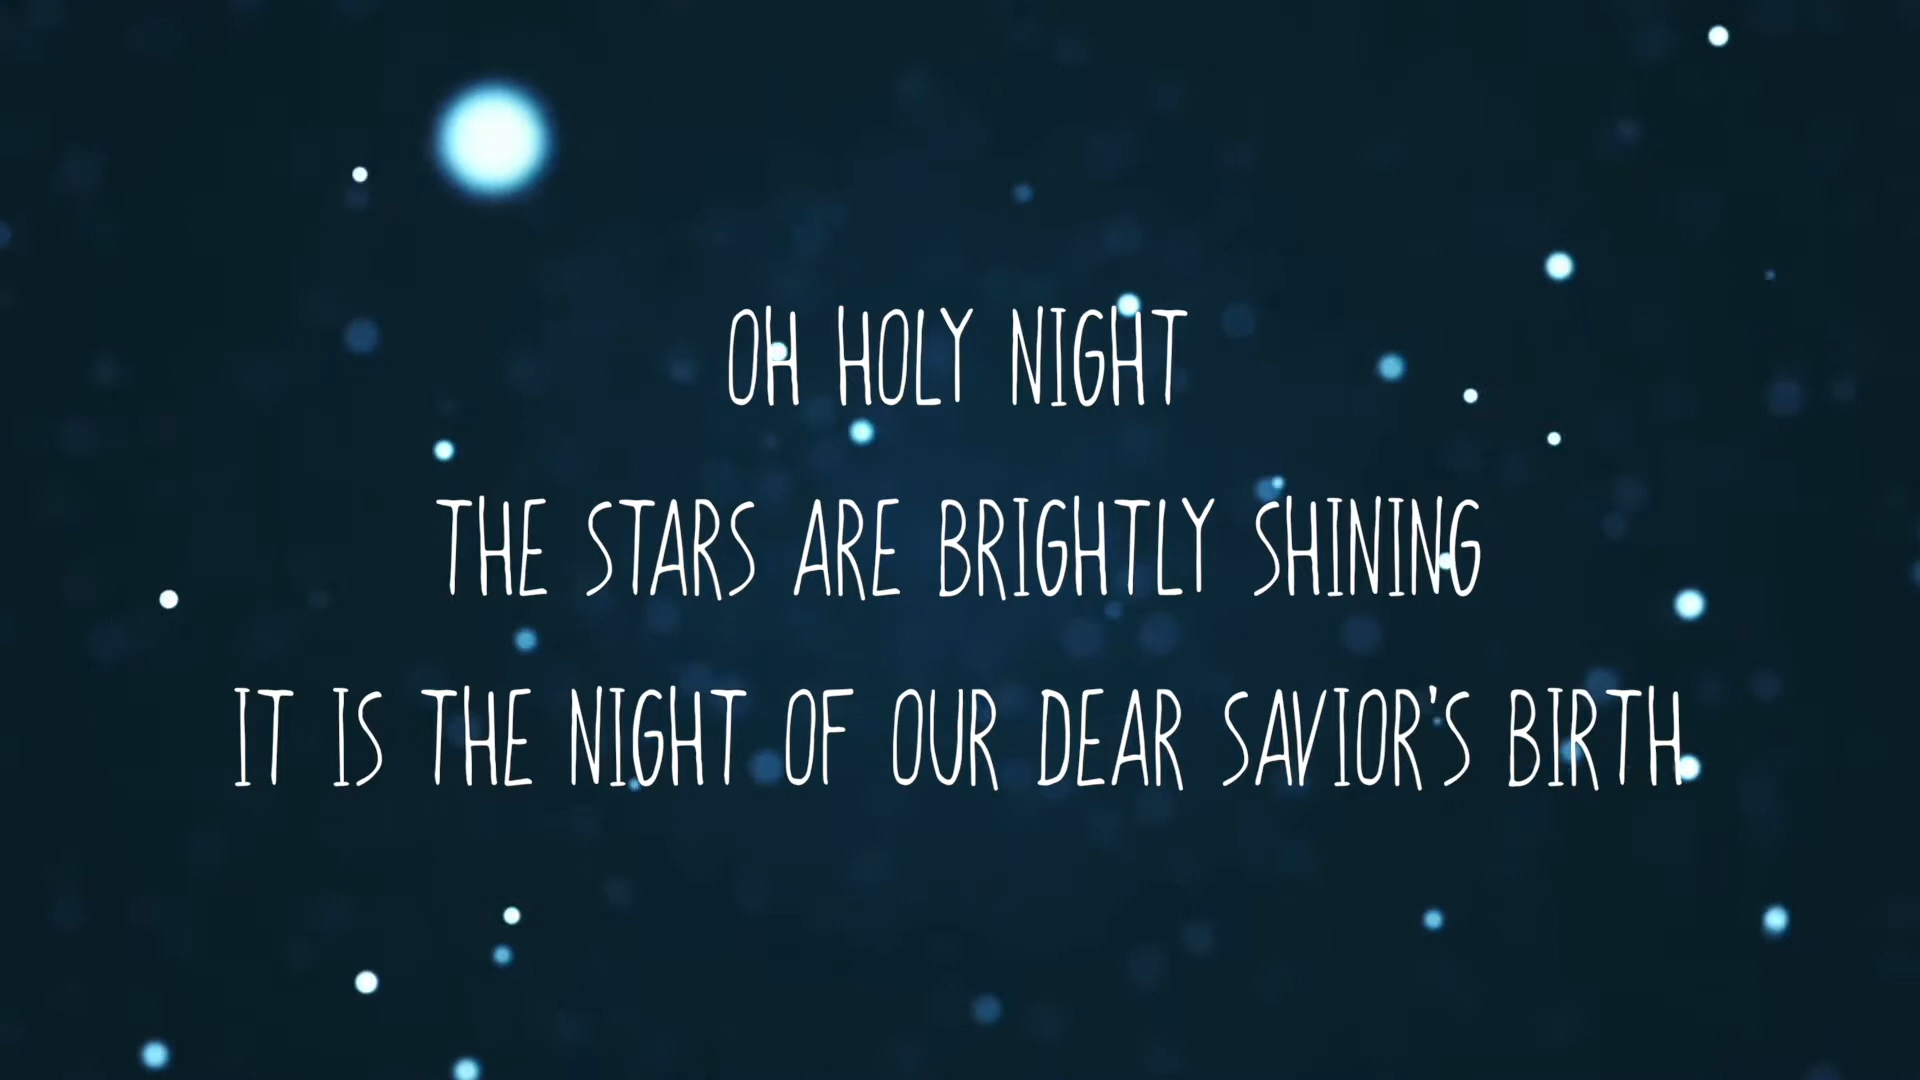 OH HOLY NIGHT
THE STARS ARE BRIGHTLY SHINING
IT IS THE NIGHT OF OUR DEAR SAVIOR'S BIRTH